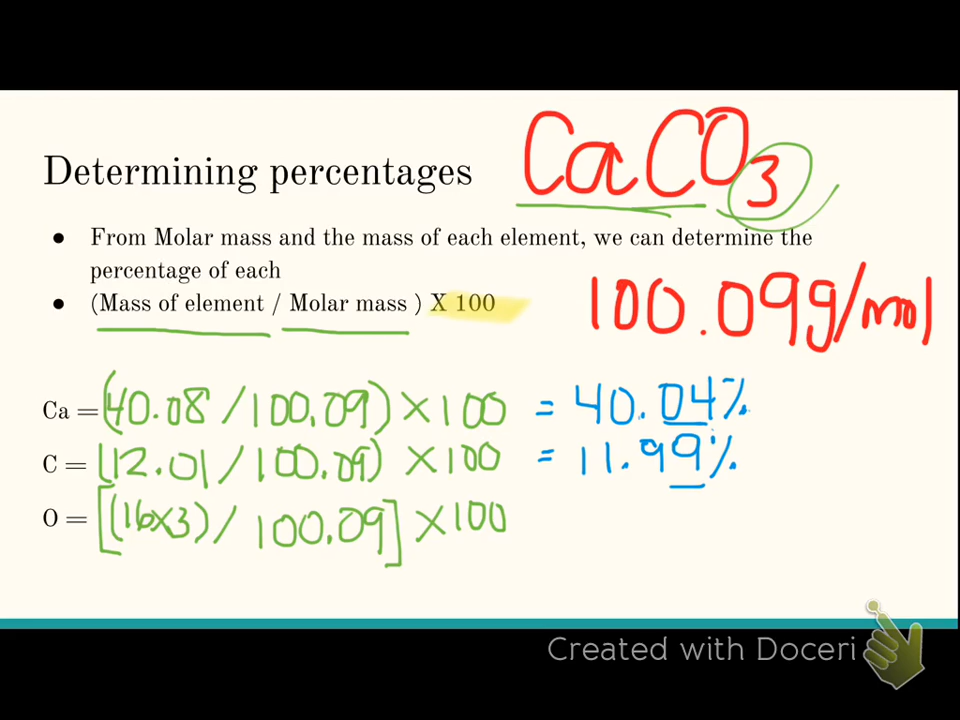 CaCO3
Determining percentages
● From Molar mass and the mass of each element, we can determine the
percentage of each
● (Mass of element / Molar mass ) X 100
100.09g/mol
Ca = (40.08 / 100.09) × 100 = 40.04%
C = (12.01 / 100.09) × 100 = 11.99%
O = [(16×3) / 100.09] × 100
Created with Doceri